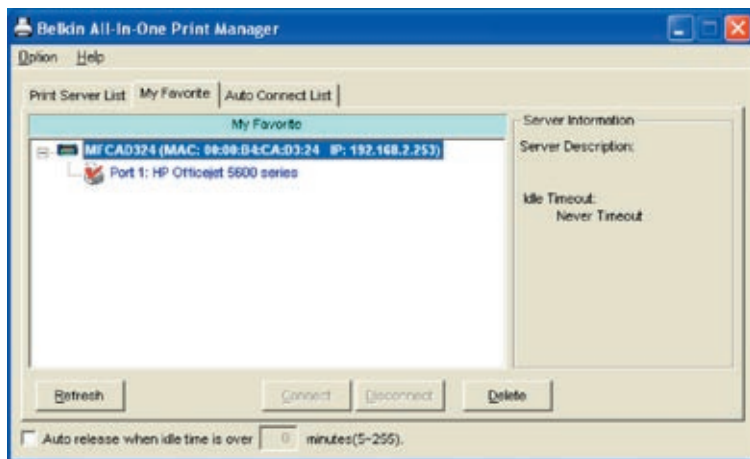 Belkin All-In-One Print Manager
Option Help
Print Server List My Favorite Auto Connect List
My Favorite
MFCAD324 (MAC: 00:00:B4:CA:D3:24 IP: 192.168.2.253)
Port 1: HP Officejet 5600 series
Server Information
Server Description:
Idle Timeout:
Never Timeout
Refresh Connect Disconnect Delete
Auto release when idle time is over 0 minutes(5~255).